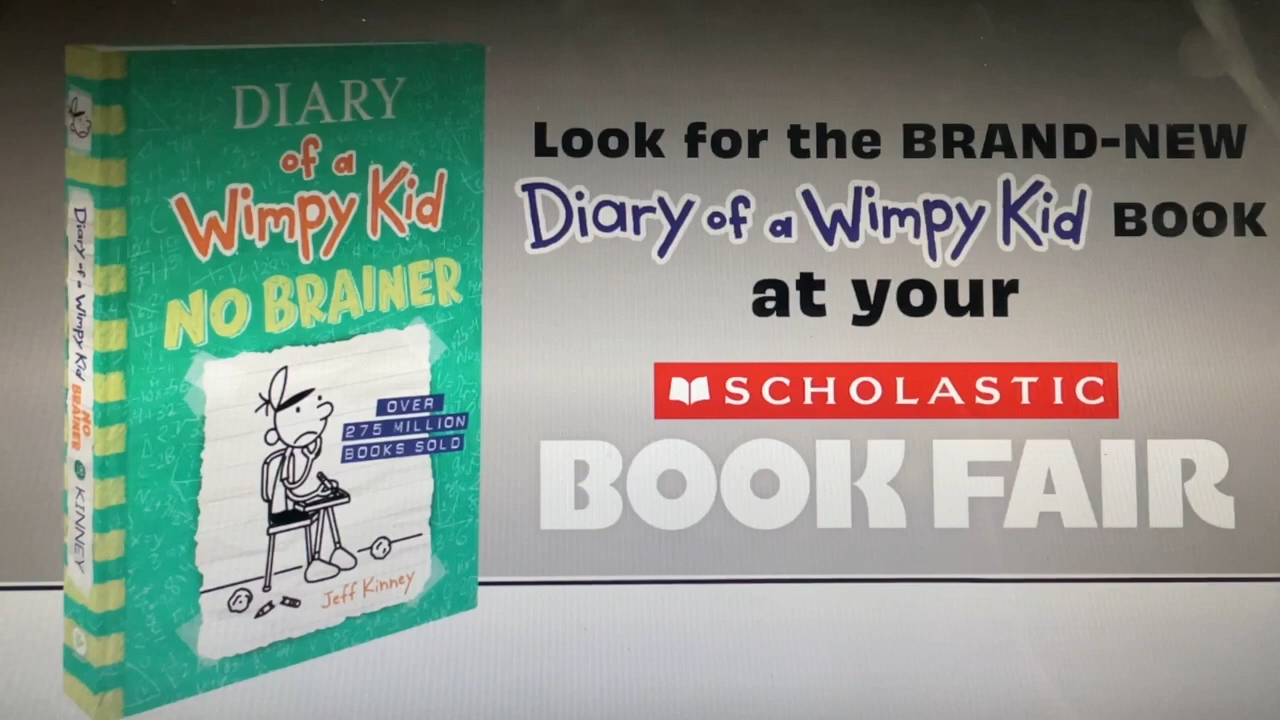 DIARY
of a
Wimpy Kid
NO BRAINER
OVER
275 MILLION
BOOKS SOLD
Jeff Kinney
Diary of a Wimpy Kid NO BRAINER KINNEY
Look for the BRAND-NEW
Diary of a Wimpy Kid BOOK
at your
SCHOLASTIC
BOOK FAIR